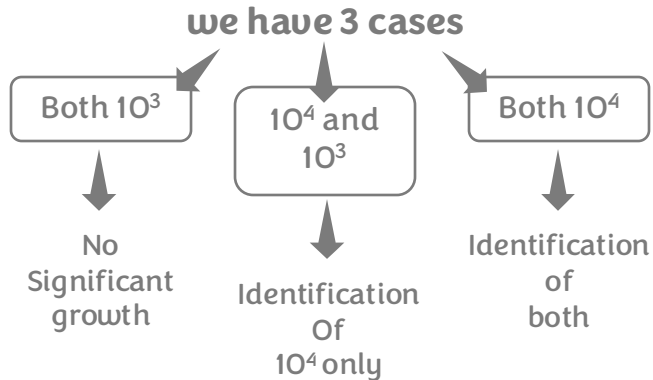 we have 3 cases
Both 10³
10⁴ and
10³
Both 10⁴
No
Significant
growth
Identification
Of
10⁴ only
Identification
of
both